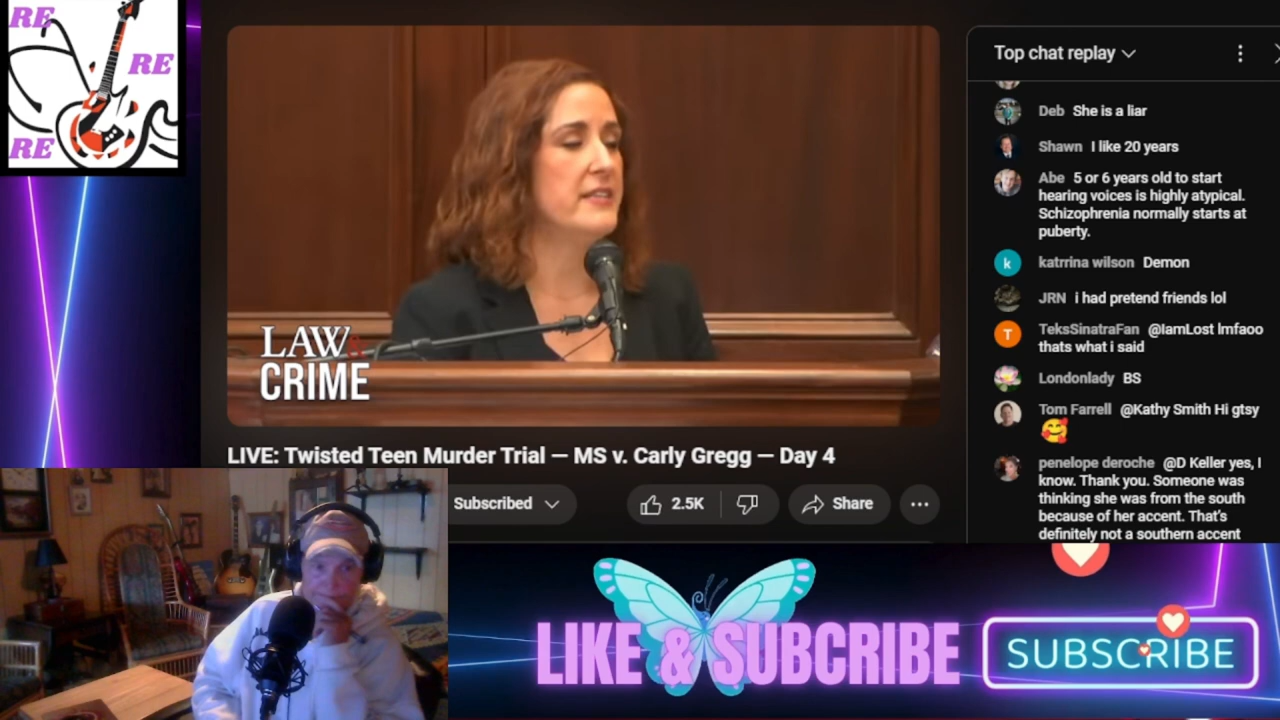 RE
RE
RE
LAW&
CRIME
LIVE: Twisted Teen Murder Trial — MS v. Carly Gregg — Day 4
Subscribed
2.5K
Share
Top chat replay
Deb She is a liar
Shawn I like 20 years
Abe 5 or 6 years old to start
hearing voices is highly atypical.
Schizophrenia normally starts at
puberty.
k
katrrina wilson Demon
JRN i had pretend friends lol
T
TeksSinatraFan @IamLost lmfaoo
thats what i said
Londonlady BS
Tom Farrell @Kathy Smith Hi gtsy
🥰
penelope deroche @D Keller yes, I
know. Thank you. Someone was
thinking she was from the south
because of her accent. That's
definitely not a southern accent
LIKE & SUBCRIBE
SUBSCRIBE